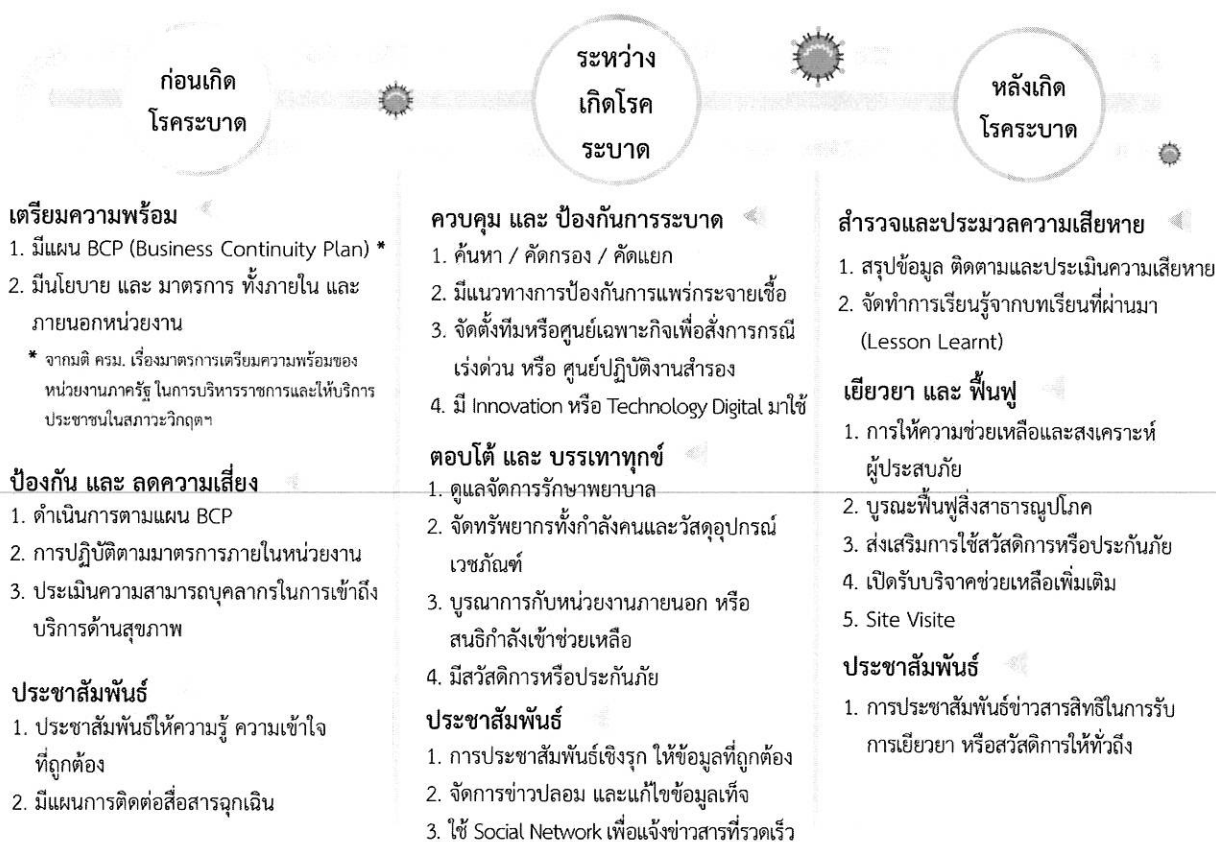 ก่อนเกิด
โรคระบาด
เตรียมความพร้อม
1. มีแผน BCP (Business Continuity Plan) *
2. มีนโยบาย และ มาตรการ ทั้งภายใน และ
ภายนอกหน่วยงาน
* จากมติ ครม. เรื่องมาตรการเตรียมความพร้อมของ
หน่วยงานภาครัฐ ในการบริหารราชการและให้บริการ
ประชาชนในสภาวะวิกฤตฯ
ป้องกัน และ ลดความเสี่ยง
1. ดำเนินการตามแผน BCP
2. การปฏิบัติตามมาตรการภายในหน่วยงาน
3. ประเมินความสามารถบุคลากรในการเข้าถึง
บริการด้านสุขภาพ
ประชาสัมพันธ์
1. ประชาสัมพันธ์ให้ความรู้ ความเข้าใจ
ที่ถูกต้อง
2. มีแผนการติดต่อสื่อสารฉุกเฉิน
ระหว่าง
เกิดโรค
ระบาด
ควบคุม และ ป้องกันการระบาด
1. ค้นหา / คัดกรอง / คัดแยก
2. มีแนวทางการป้องกันการแพร่กระจายเชื้อ
3. จัดตั้งทีมหรือศูนย์เฉพาะกิจเพื่อสั่งการกรณี
เร่งด่วน หรือ ศูนย์ปฏิบัติงานสำรอง
4. มี Innovation หรือ Technology Digital มาใช้
ตอบโต้ และ บรรเทาทุกข์
1. ดูแลจัดการรักษาพยาบาล
2. จัดทรัพยากรทั้งกำลังคนและวัสดุอุปกรณ์
เวชภัณฑ์
3. บูรณาการกับหน่วยงานภายนอก หรือ
สนธิกำลังเข้าช่วยเหลือ
4. มีสวัสดิการหรือประกันภัย
ประชาสัมพันธ์
1. การประชาสัมพันธ์เชิงรุก ให้ข้อมูลที่ถูกต้อง
2. จัดการข่าวปลอม และแก้ไขข้อมูลเท็จ
3. ใช้ Social Network เพื่อแจ้งข่าวสารที่รวดเร็ว
หลังเกิด
โรคระบาด
สำรวจและประมวลความเสียหาย
1. สรุปข้อมูล ติดตามและประเมินความเสียหาย
2. จัดทำการเรียนรู้จากบทเรียนที่ผ่านมา
(Lesson Learnt)
เยียวยา และ ฟื้นฟู
1. การให้ความช่วยเหลือและสงเคราะห์
ผู้ประสบภัย
2. บูรณะฟื้นฟูสิ่งสาธารณูปโภค
3. ส่งเสริมการใช้สวัสดิการหรือประกันภัย
4. เปิดรับบริจาคช่วยเหลือเพิ่มเติม
5. Site Visite
ประชาสัมพันธ์
1. การประชาสัมพันธ์ข่าวสารสิทธิในการรับ
การเยียวยา หรือสวัสดิการให้ทั่วถึง